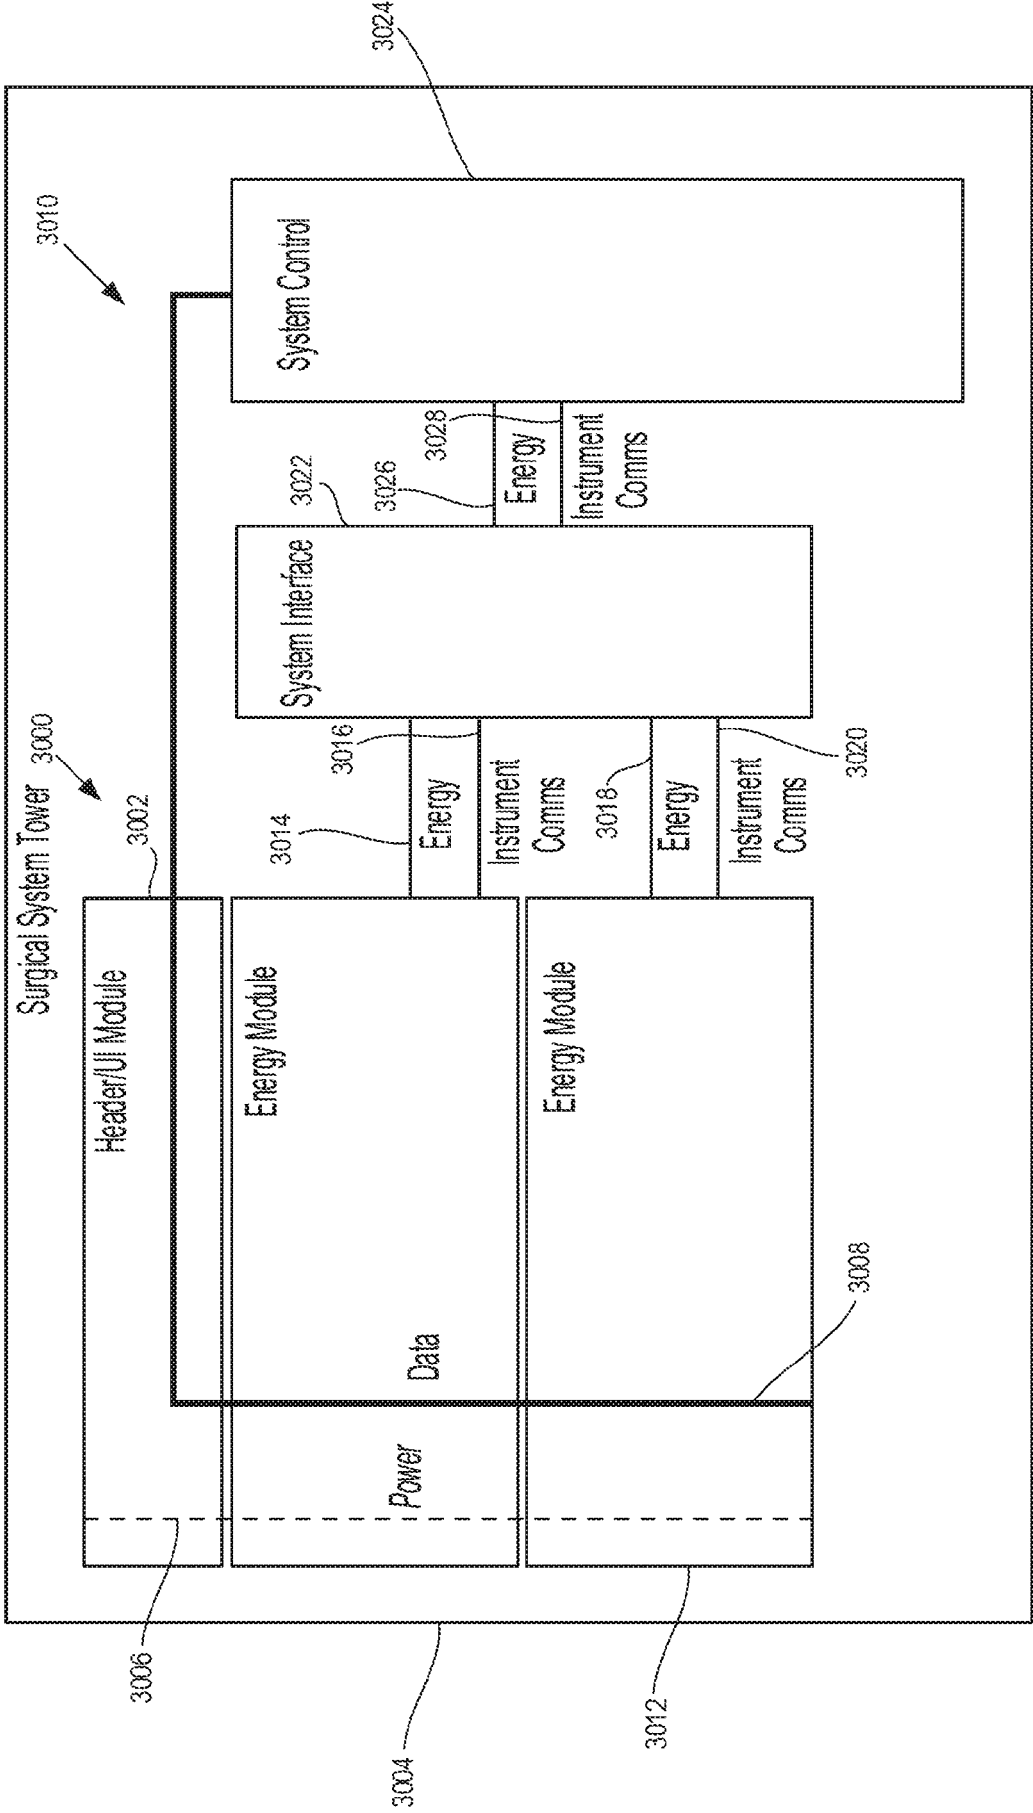 Surgical System Tower
3000
3010
3002
Header/UI Module
3006
Energy Module
Power
Data
3014
Energy
3016
Instrument
Comms
Energy Module
3018
Energy
3020
Instrument
Comms
3008
3012
3004
System Interface
3022
3026
Energy
3028
Instrument
Comms
System Control
3024